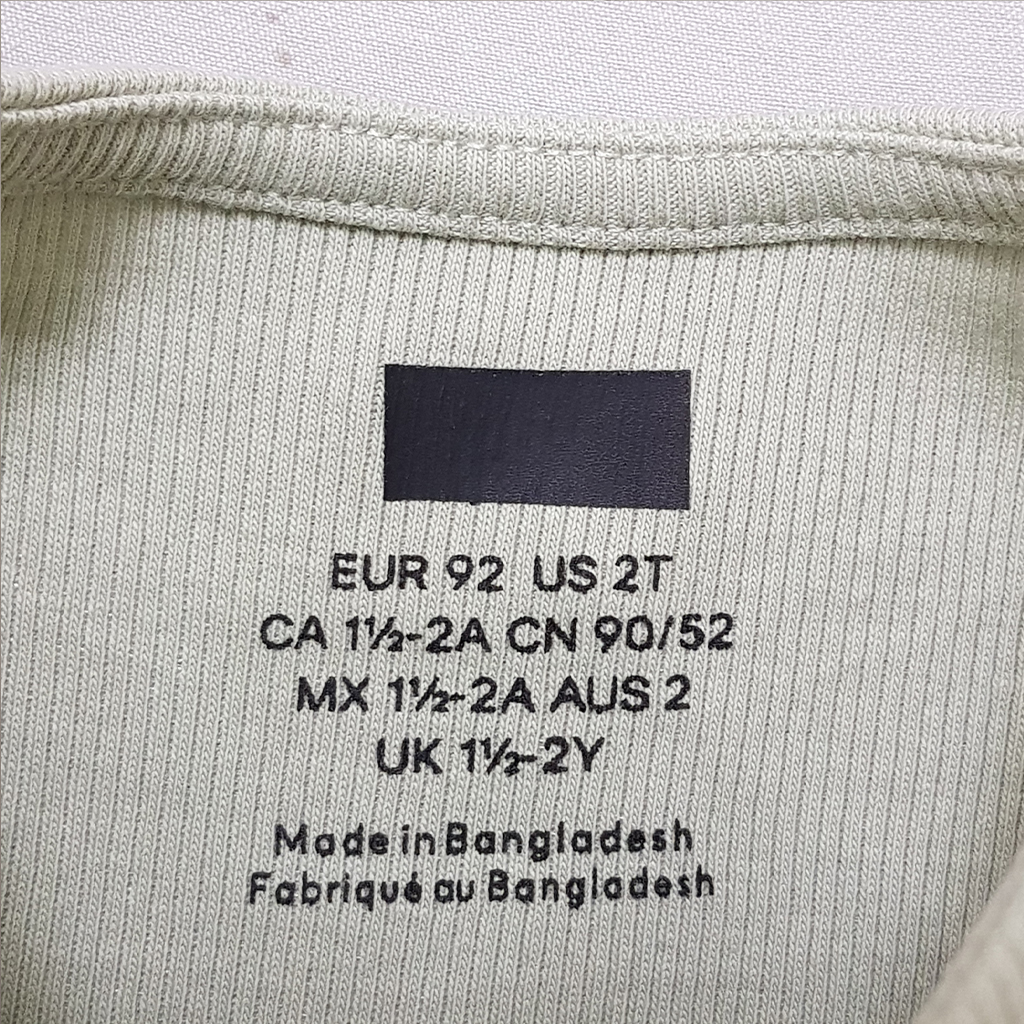 EUR 92 US 2T
CA 1½-2A CN 90/52
MX 1½-2A AUS 2
UK 1½-2Y
Made in Bangladesh
Fabriqué au Bangladesh